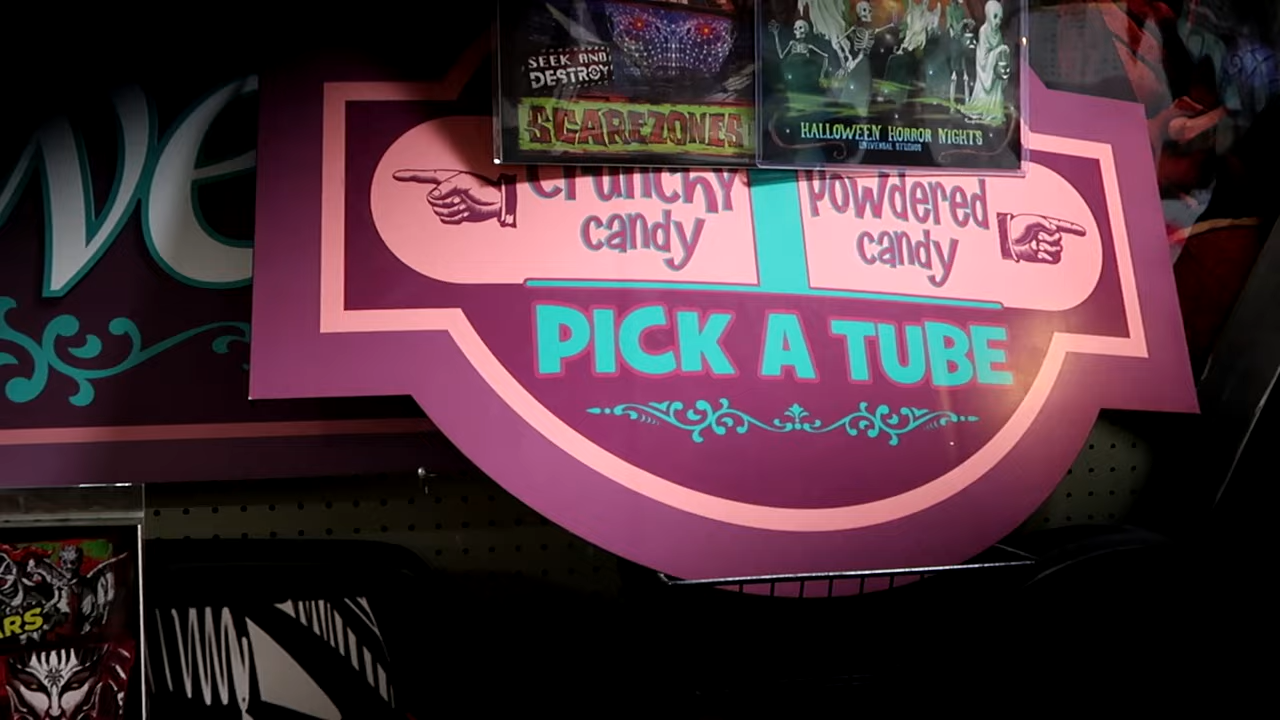 SEEK AND
DESTROY
SCAREZONES
HALLOWEEN HORROR NIGHTS
UNIVERSAL STUDIOS
Crunchy
candy
Powdered
candy
PICK A TUBE